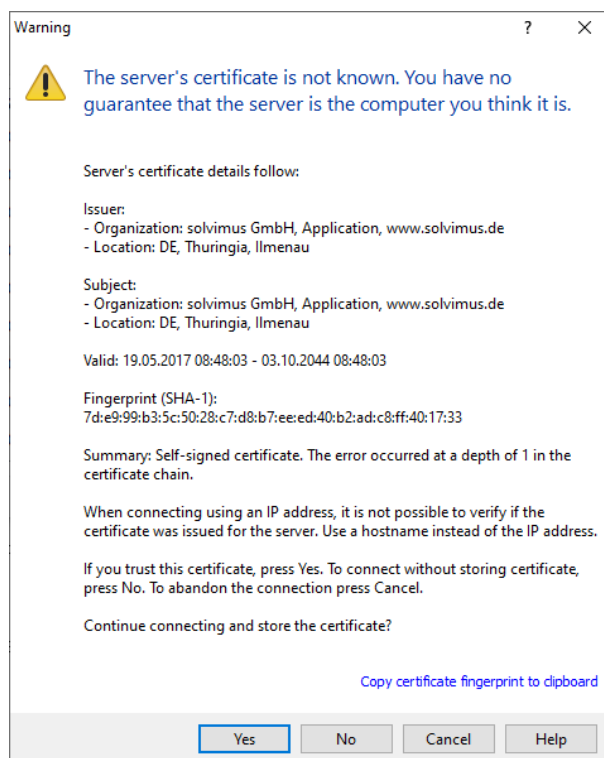 Warning
?
The server's certificate is not known. You have no
guarantee that the server is the computer you think it is.
Server's certificate details follow:
Issuer:
- Organization: solvimus GmbH, Application, www.solvimus.de
- Location: DE, Thuringia, Ilmenau
Subject:
- Organization: solvimus GmbH, Application, www.solvimus.de
- Location: DE, Thuringia, Ilmenau
Valid: 19.05.2017 08:48:03 - 03.10.2044 08:48:03
Fingerprint (SHA-1):
7d:e9:99:b3:5c:50:28:c7:d8:b7:ee:ed:40:b2:ad:c8:ff:40:17:33
Summary: Self-signed certificate. The error occurred at a depth of 1 in the
certificate chain.
When connecting using an IP address, it is not possible to verify if the
certificate was issued for the server. Use a hostname instead of the IP address.
If you trust this certificate, press Yes. To connect without storing certificate,
press No. To abandon the connection press Cancel.
Continue connecting and store the certificate?
Copy certificate fingerprint to clipboard
Yes
No
Cancel
Help